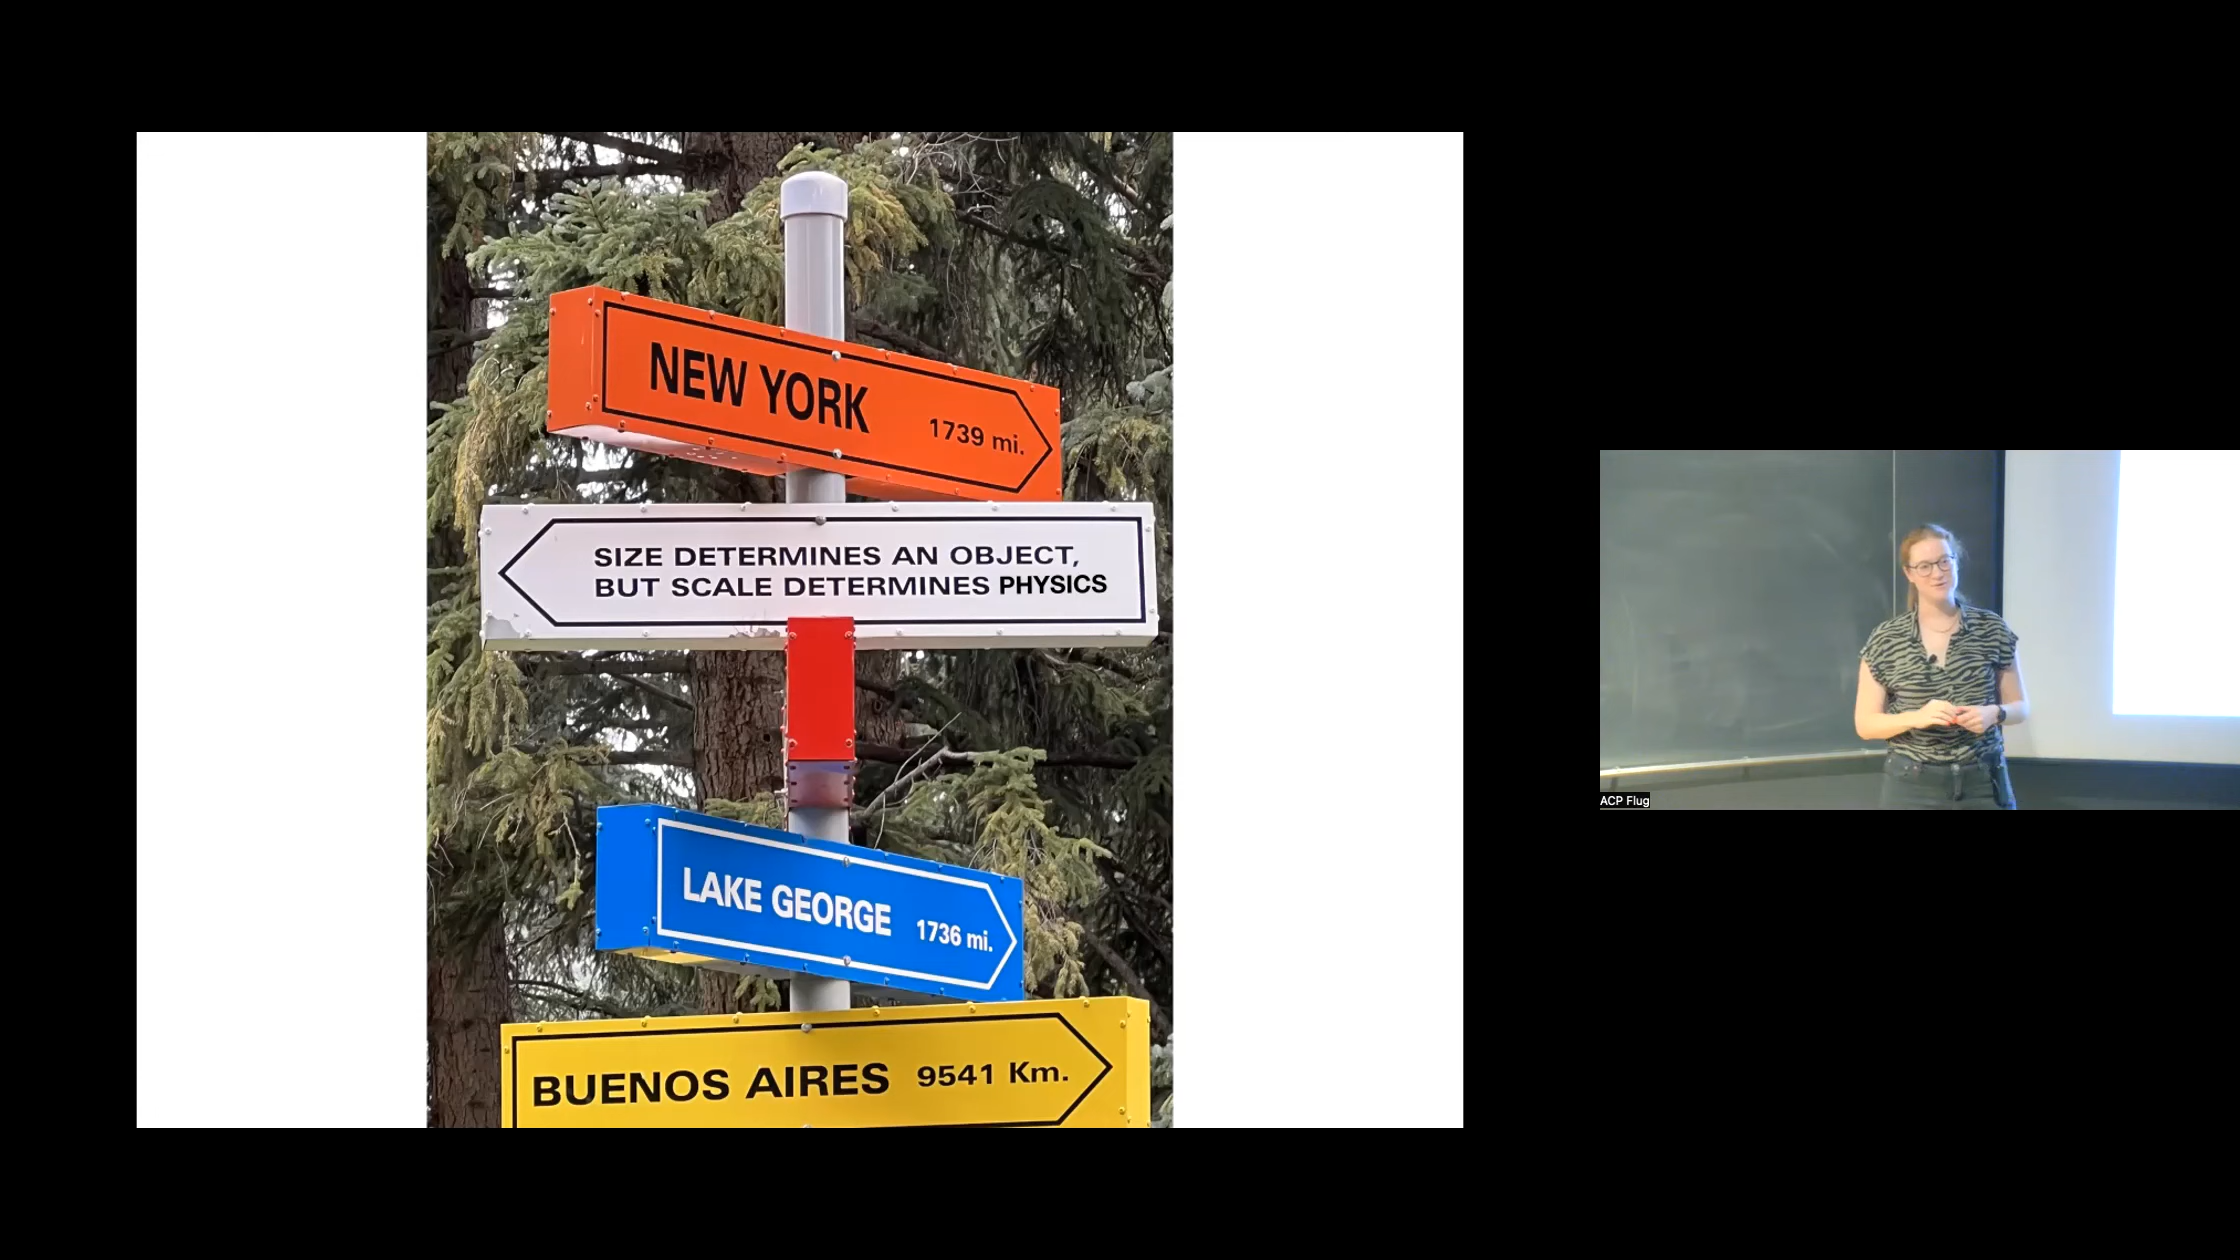 NEW YORK 1739 mi.
SIZE DETERMINES AN OBJECT,
BUT SCALE DETERMINES PHYSICS
LAKE GEORGE 1736 mi.
BUENOS AIRES 9541 Km.
ACP Flug